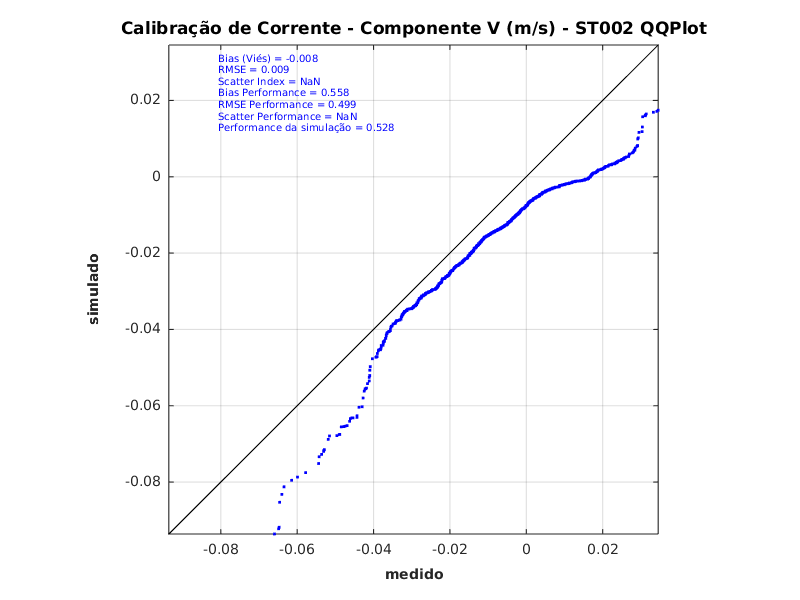 Calibração de Corrente - Componente V (m/s) - ST002 QQPlot
Bias (Viés) = -0.008
RMSE = 0.009
Scatter Index = NaN
Bias Performance = 0.558
RMSE Performance = 0.499
Scatter Performance = NaN
Performance da simulação = 0.528
0.02
0
-0.02
-0.04
-0.06
-0.08
simulado
-0.08 -0.06 -0.04 -0.02 0 0.02
medido